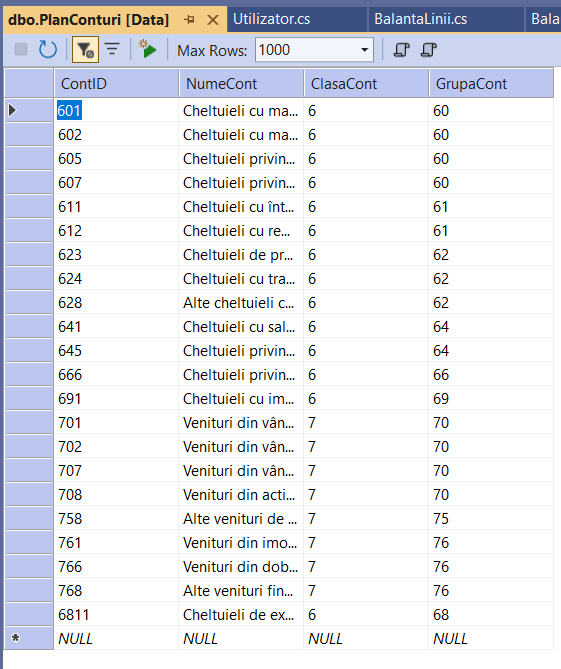 dbo.PlanConturi [Data] Utilizator.cs BalantaLinii.cs Bala
Max Rows: 1000
ContID NumeCont ClasaCont GrupaCont
601 Cheltuieli cu ma... 6 60
602 Cheltuieli cu ma... 6 60
605 Cheltuieli privin... 6 60
607 Cheltuieli privin... 6 60
611 Cheltuieli cu înt... 6 61
612 Cheltuieli cu re... 6 61
623 Cheltuieli de pr... 6 62
624 Cheltuieli cu tra... 6 62
628 Alte cheltuieli c... 6 62
641 Cheltuieli cu sal... 6 64
645 Cheltuieli privin... 6 64
666 Cheltuieli privin... 6 66
691 Cheltuieli cu im... 6 69
701 Venituri din vân... 7 70
702 Venituri din vân... 7 70
707 Venituri din vân... 7 70
708 Venituri din acti... 7 70
758 Alte venituri de ... 7 75
761 Venituri din imo... 7 76
766 Venituri din dob... 7 76
768 Alte venituri fin... 7 76
6811 Cheltuieli de ex... 6 68
NULL NULL NULL NULL